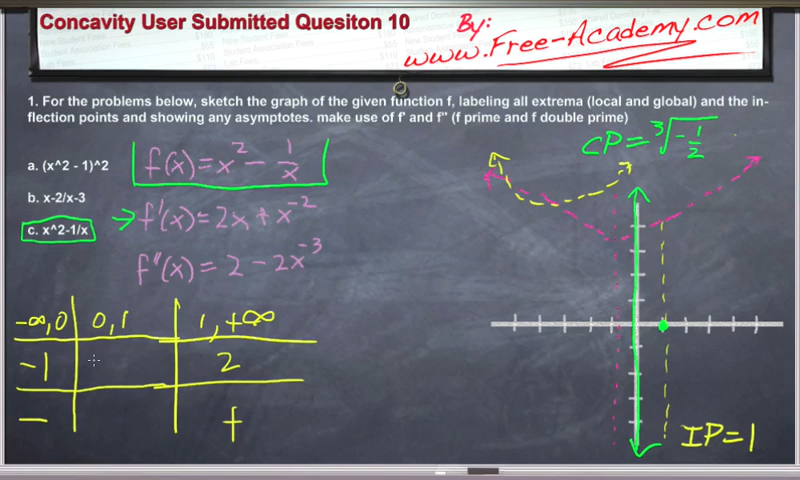 Concavity User Submitted Quesiton 10
By:
www.Free-Academy.com
1. For the problems below, sketch the graph of the given function f, labeling all extrema (local and global) and the in-
flection points and showing any asymptotes. make use of f' and f" (f prime and f double prime)
CP = ∛-1/2
a. (x^2 - 1)^2
f(x) = x² - 1/x
b. x-2/x-3
→ f'(x) = 2x + x⁻²
c. x^2-1/x
f"(x) = 2 - 2x⁻³
-∞,0 0,1 1,+∞
-1 2
- +
IP=1